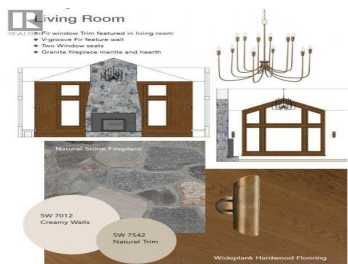 Living Room
REALTOR®
❖ Fir window Trim featured in living room
❖ V-groove Fir feature wall
❖ Two Window seats
❖ Granite fireplace mantle and hearth
Natural Stone Fireplace
SW 7012
Creamy Walls
SW 7542
Naturel Trim
Wideplank Hardwood Flooring